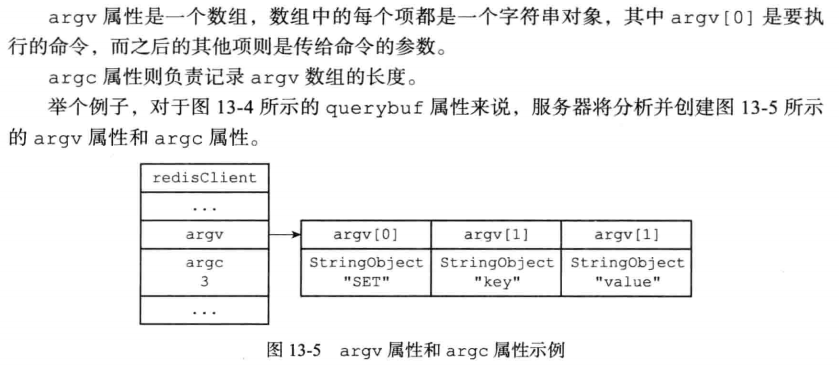 argv 属性是一个数组，数组中的每个项都是一个字符串对象，其中 argv[0] 是要执
行的命令，而之后的其他项则是传给命令的参数。
argc 属性则负责记录 argv 数组的长度。
举个例子，对于图 13-4 所示的 querybuf 属性来说，服务器将分析并创建图 13-5 所示
的 argv 属性和 argc 属性。
redisClient
...
argv
argc
3
...
argv[0] argv[1] argv[1]
StringObject StringObject StringObject
"SET" "key" "value"
图 13-5 argv 属性和 argc 属性示例